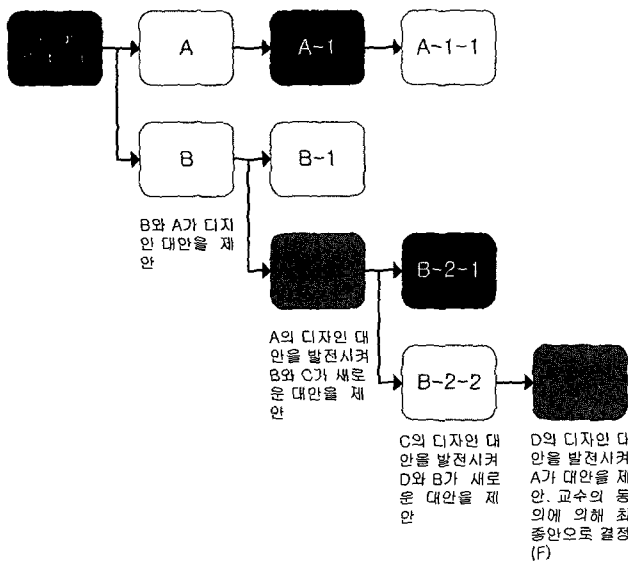 A
A-1
A-1-1
B
B-1
B와 A가 디자
인 대안을 제
안
B-2-1
A의 디자인 대
안을 발전시켜
B와 C가 새로
운 대안을 제
안
B-2-2
C의 디자인 대
안을 발전시켜
D와 B가 새로
운 대안을 제
안
D의 디자인 대
안을 발전시켜
A가 대안을 제
안. 교수의 동
의에 의해 최
종안으로 결정
(F)